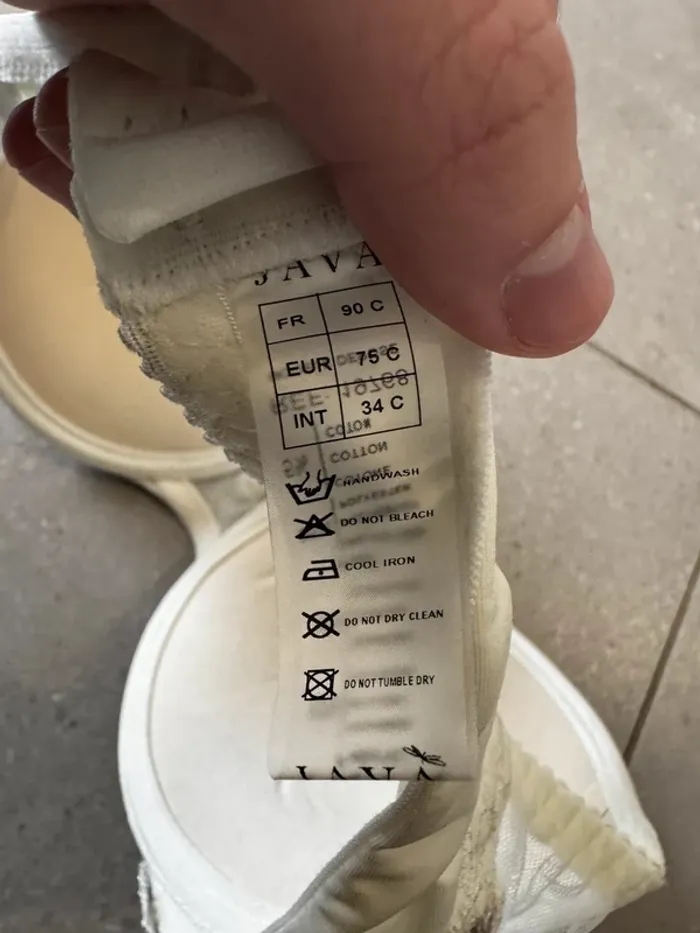 JAVA
FR 90 C
EUR 75 C
INT 34 C
HANDWASH
DO NOT BLEACH
COOL IRON
DO NOT DRY CLEAN
DO NOT TUMBLE DRY
JAVA